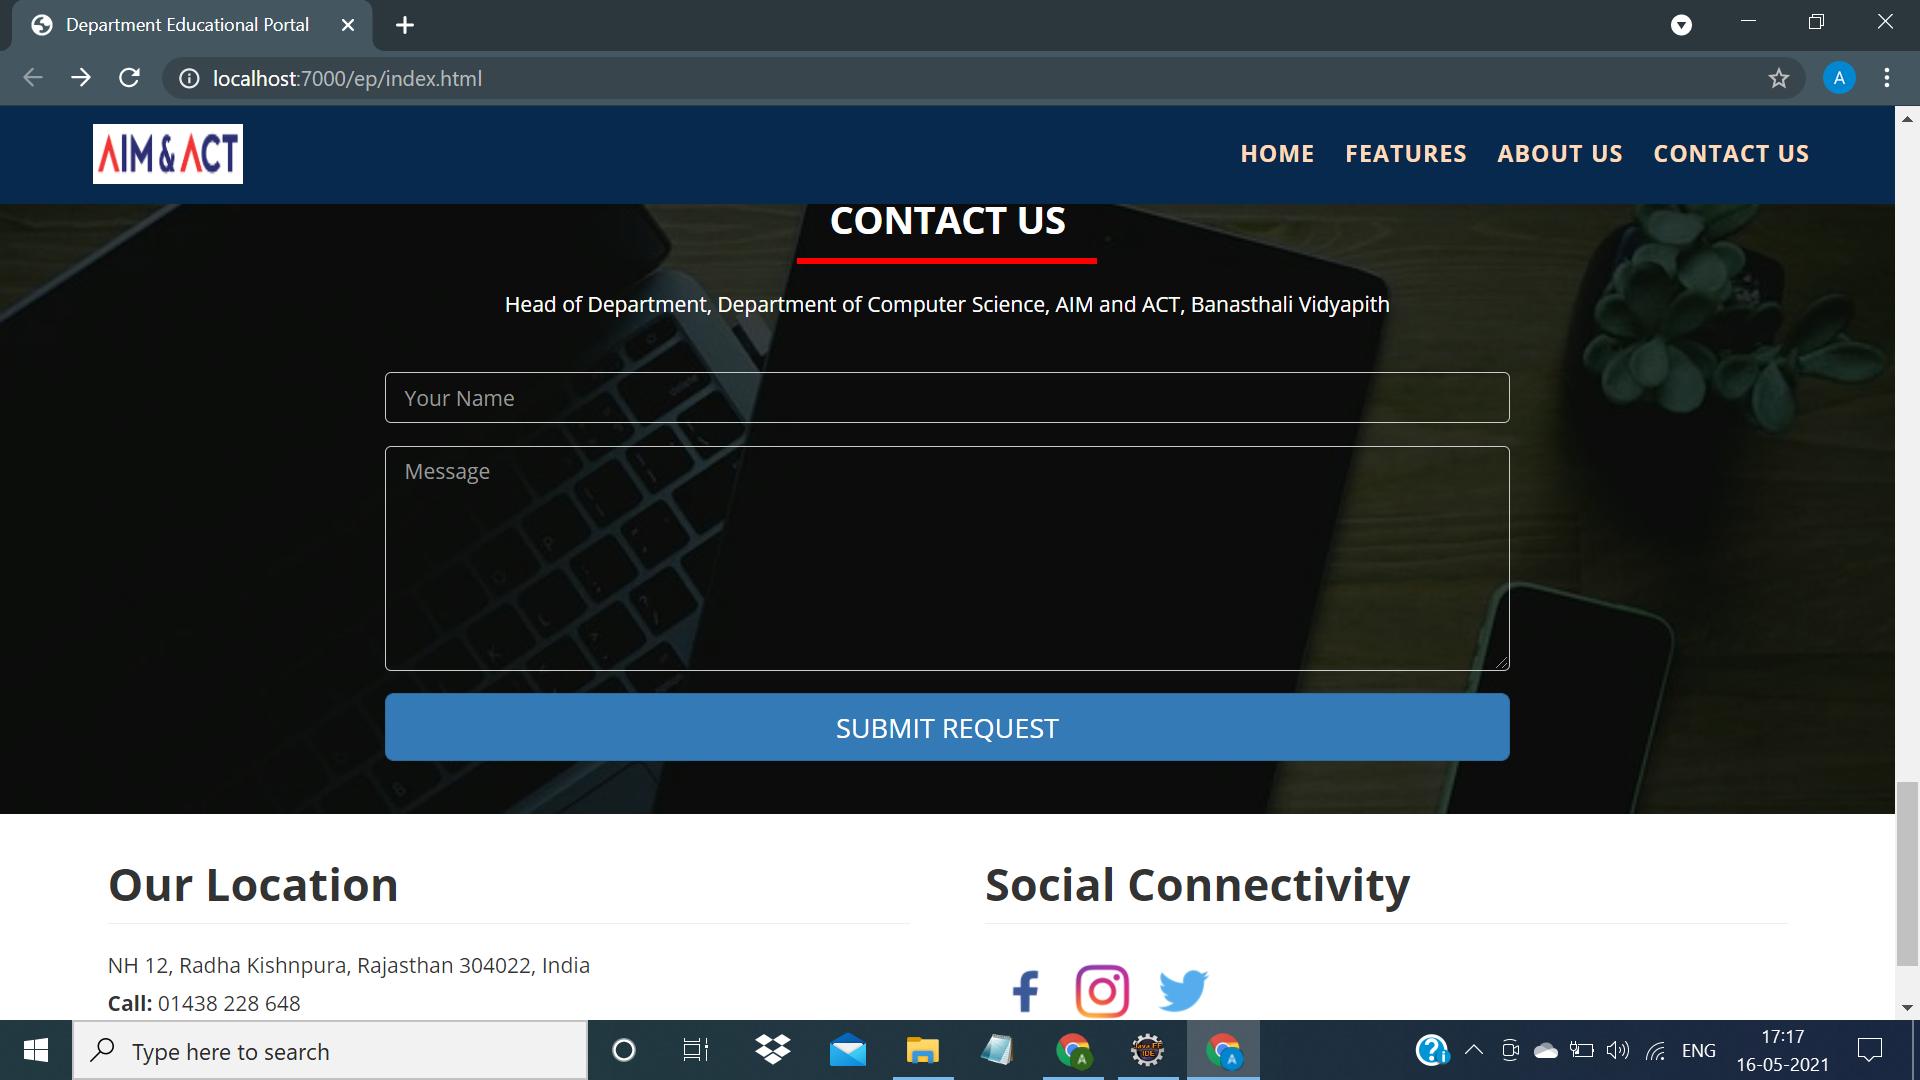 Department Educational Portal
localhost:7000/ep/index.html
A
AIM & ACT
HOME FEATURES ABOUT US CONTACT US
CONTACT US
Head of Department, Department of Computer Science, AIM and ACT, Banasthali Vidyapith
Your Name
Message
SUBMIT REQUEST
Our Location
Social Connectivity
NH 12, Radha Kishnpura, Rajasthan 304022, India
Call: 01438 228 648
Type here to search
A
Java EE
IDE
A
ENG
17:17
16-05-2021